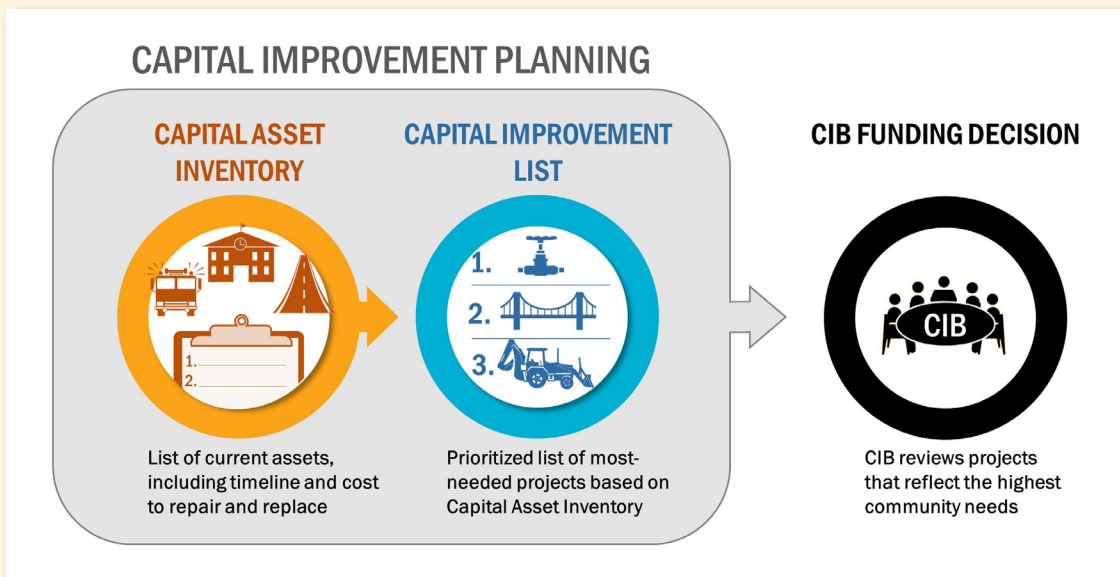 CAPITAL IMPROVEMENT PLANNING
CAPITAL ASSET
INVENTORY
1.
2.
List of current assets,
including timeline and cost
to repair and replace
CAPITAL IMPROVEMENT
LIST
1.
2.
3.
Prioritized list of most-
needed projects based on
Capital Asset Inventory
CIB FUNDING DECISION
CIB
CIB reviews projects
that reflect the highest
community needs